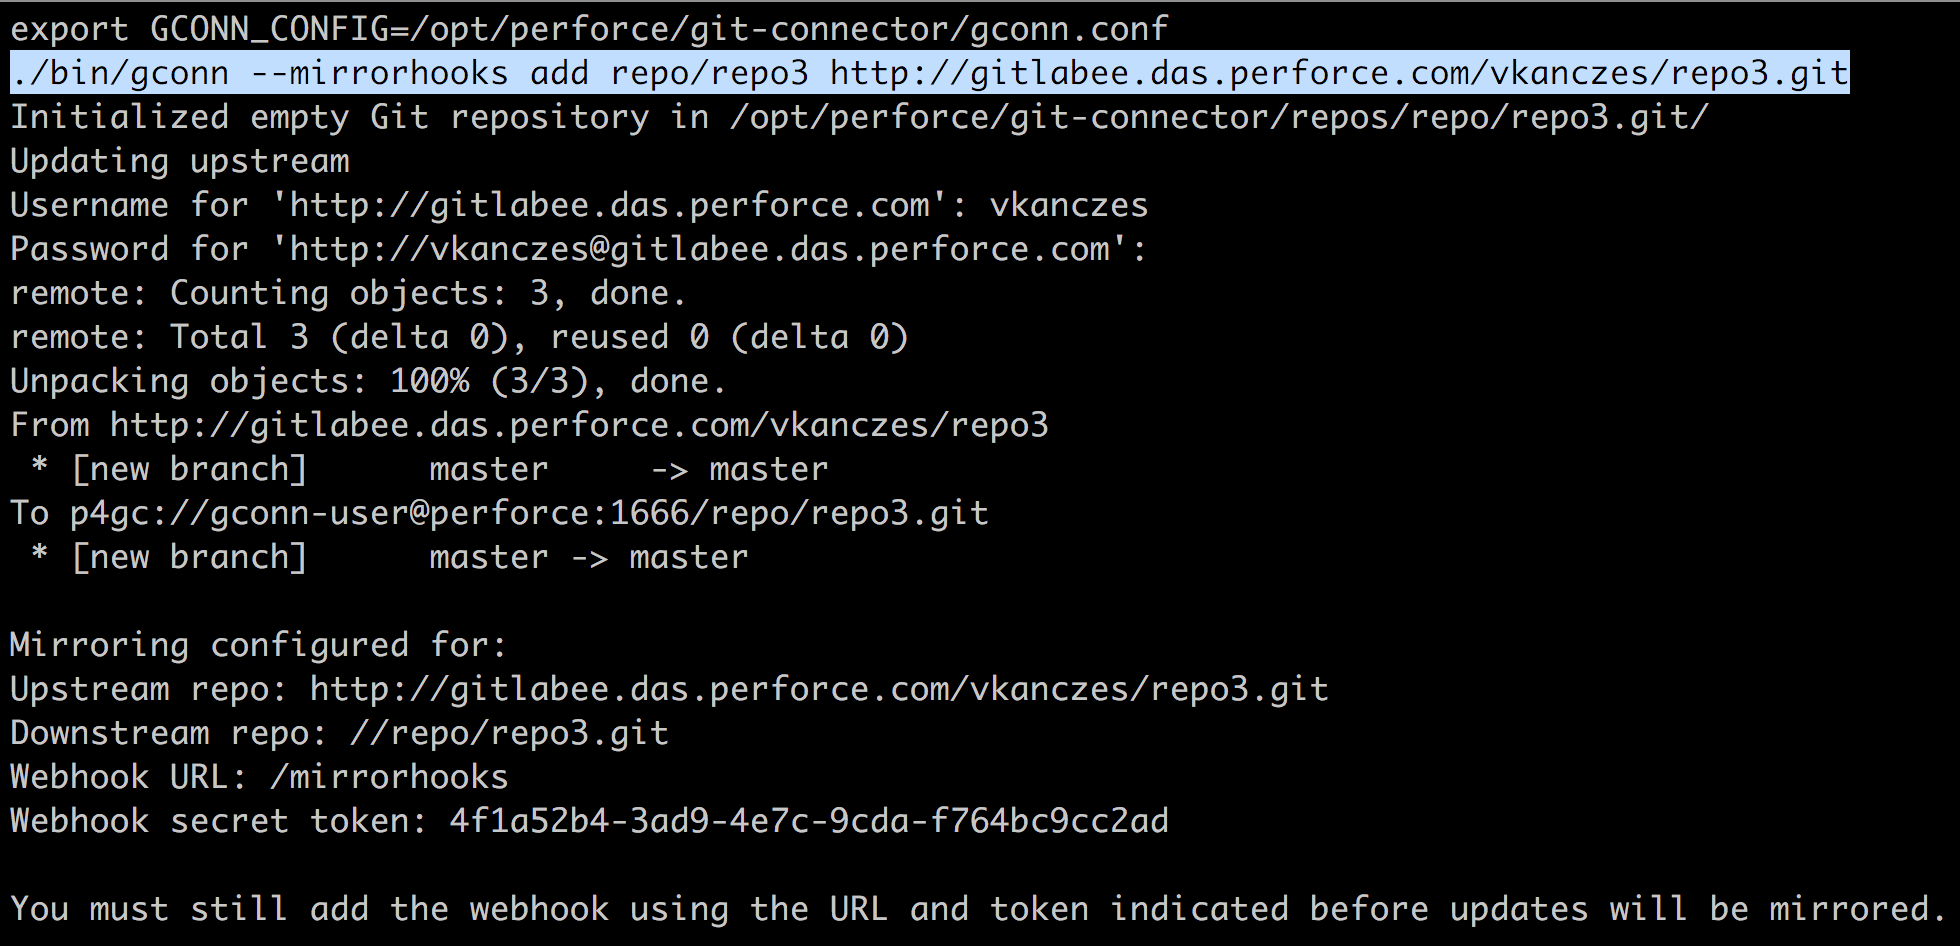 export GCONN_CONFIG=/opt/perforce/git-connector/gconn.conf
./bin/gconn --mirrorhooks add repo/repo3 http://gitlabee.das.perforce.com/vkanczes/repo3.git
Initialized empty Git repository in /opt/perforce/git-connector/repos/repo/repo3.git/
Updating upstream
Username for 'http://gitlabee.das.perforce.com': vkanczes
Password for 'http://vkanczes@gitlabee.das.perforce.com':
remote: Counting objects: 3, done.
remote: Total 3 (delta 0), reused 0 (delta 0)
Unpacking objects: 100% (3/3), done.
From http://gitlabee.das.perforce.com/vkanczes/repo3
 * [new branch]      master     -> master
To p4gc://gconn-user@perforce:1666/repo/repo3.git
 * [new branch]      master -> master

Mirroring configured for:
Upstream repo: http://gitlabee.das.perforce.com/vkanczes/repo3.git
Downstream repo: //repo/repo3.git
Webhook URL: /mirrorhooks
Webhook secret token: 4f1a52b4-3ad9-4e7c-9cda-f764bc9cc2ad

You must still add the webhook using the URL and token indicated before updates will be mirrored.